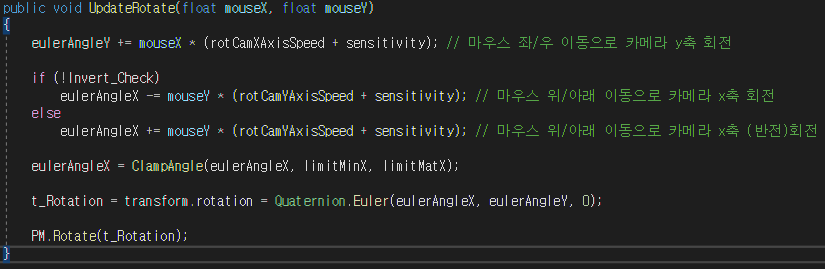 public void UpdateRotate(float mouseX, float mouseY)
{
eulerAngleY += mouseX * (rotCamXAxisSpeed + sensitivity); // 마우스 좌/우 이동으로 카메라 y축 회전
if (!Invert_Check)
eulerAngleX -= mouseY * (rotCamYAxisSpeed + sensitivity); // 마우스 위/아래 이동으로 카메라 x축 회전
else
eulerAngleX += mouseY * (rotCamYAxisSpeed + sensitivity); // 마우스 위/아래 이동으로 카메라 x축 (반전)회전
eulerAngleX = ClampAngle(eulerAngleX, limitMinX, limitMatX);
t_Rotation = transform.rotation = Quaternion.Euler(eulerAngleX, eulerAngleY, 0);
PM.Rotate(t_Rotation);
}